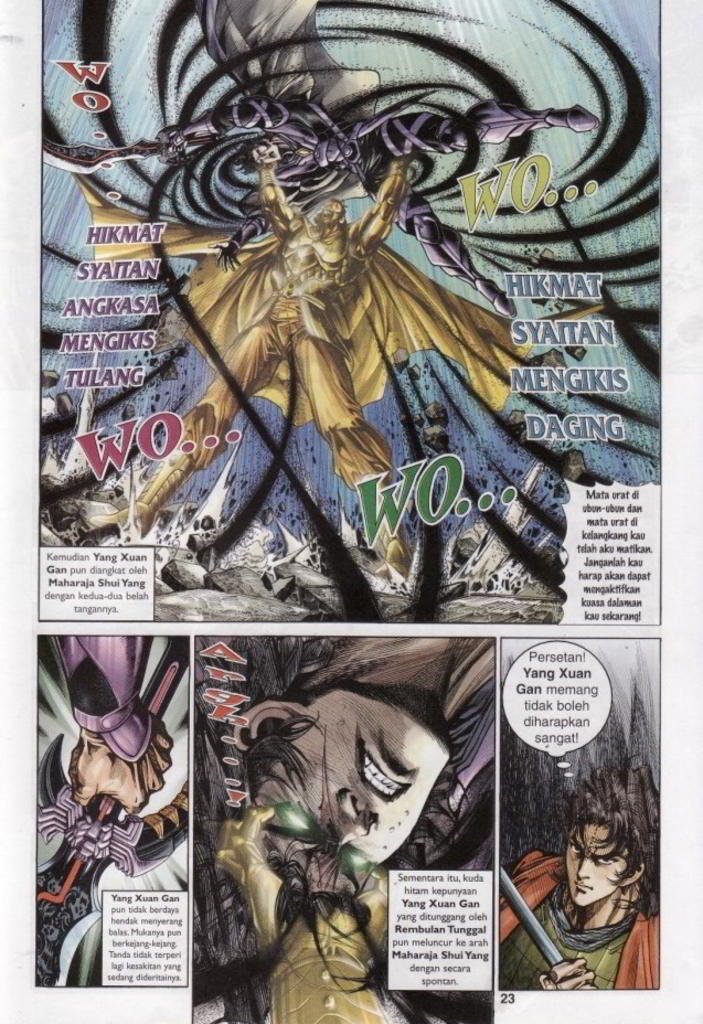 WO...
WO...
HIKMAT
SYAITAN
ANGKASA
MENGIKIS
TULANG
HIKMAT
SYAITAN
MENGIKIS
DAGING
WO...
WO...
Mata urat di
ubun-ubun dan
mata urat di
kelangkang kau
telah aku matikan.
Janganlah kau
harap akan dapat
mengaktifkan
kuasa dalaman
kau sekarang!
Kemudian Yang Xuan
Gan pun diangkat oleh
Maharaja Shui Yang
dengan kedua-dua belah
tangannya.
Yang Xuan Gan
pun tidak berdaya
hendak menyerang
balas. Mukanya pun
berkejang-kejang.
Tanda tidak terperi
lagi kesakitan yang
sedang dideritainya.
Sementara itu, kuda
hitam kepunyaan
Yang Xuan Gan
yang ditunggang oleh
Rembulan Tunggal
pun meluncur ke arah
Maharaja Shui Yang
dengan secara
spontan.
Persetan!
Yang Xuan
Gan memang
tidak boleh
diharapkan
sangat!
23